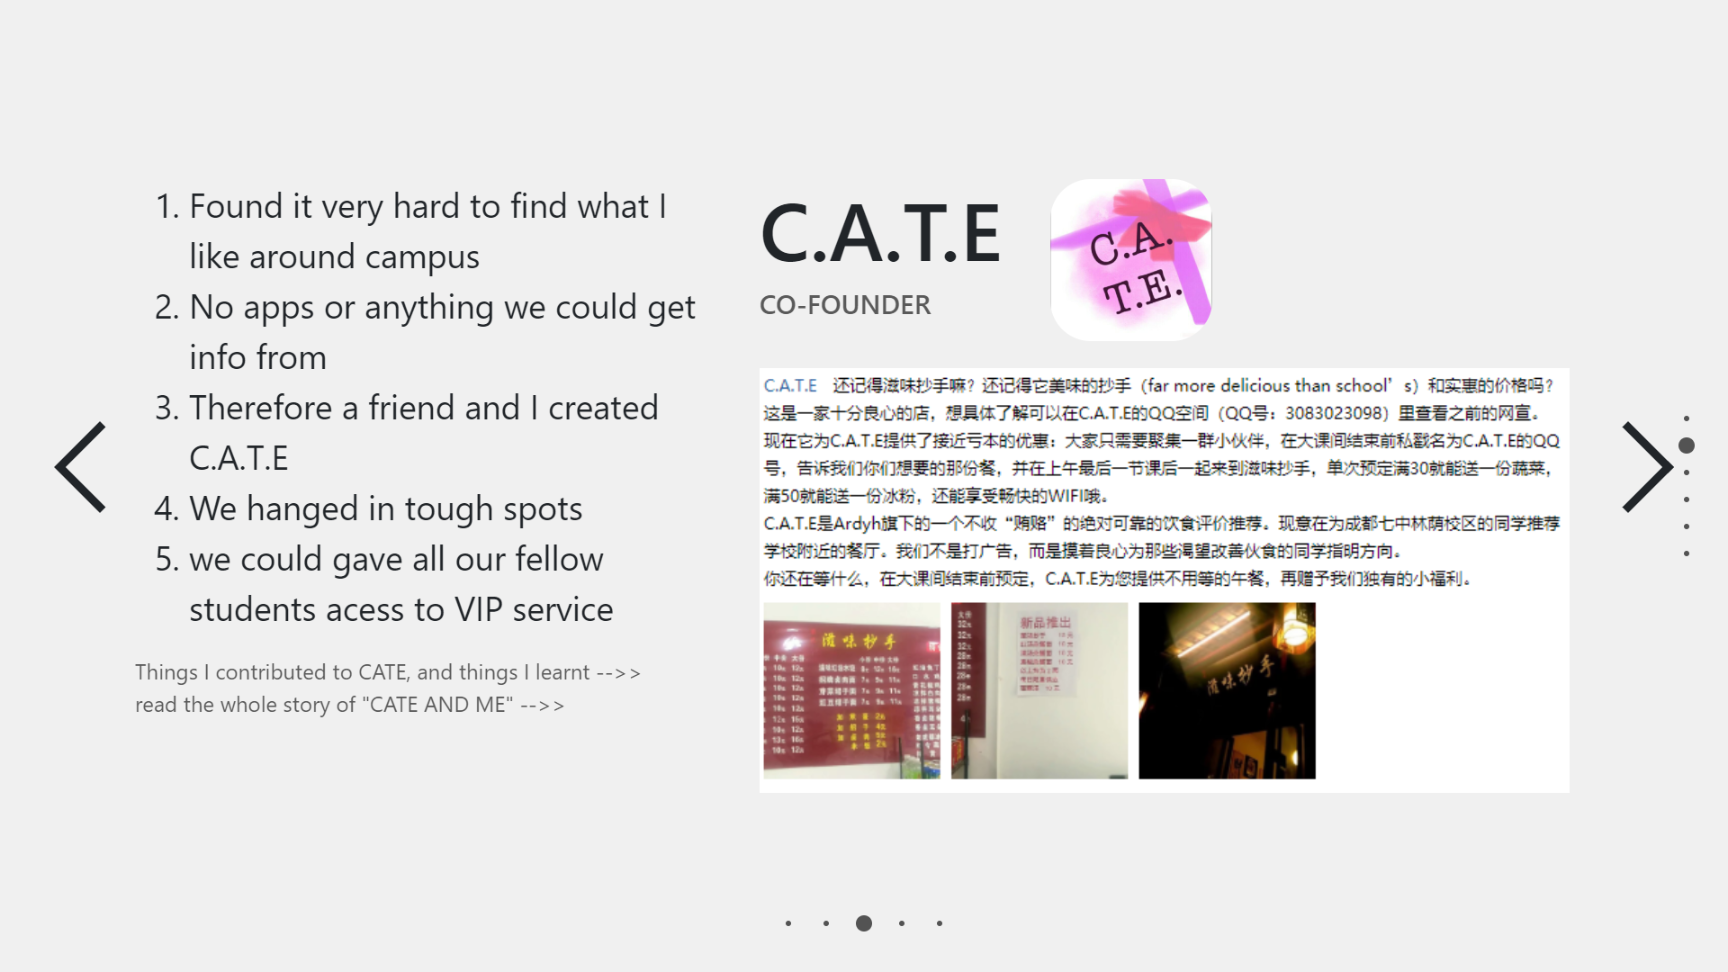 1. Found it very hard to find what I
like around campus
2. No apps or anything we could get
info from
3. Therefore a friend and I created
C.A.T.E
4. We hanged in tough spots
5. we could gave all our fellow
students acess to VIP service
Things I contributed to CATE, and things I learnt -->>
read the whole story of "CATE AND ME" -->>
C.A.T.E
CO-FOUNDER
C.A.
T.E.
C.A.T.E 还记得滋味抄手嘛？还记得它美味的抄手（far more delicious than school’s）和实惠的价格吗？
这是一家十分良心的店，想具体了解可以在C.A.T.E的QQ空间（QQ号：3083023098）里查看之前的网宣。
现在它为C.A.T.E提供了接近亏本的优惠：大家只需要聚集一群小伙伴，在大课间结束前私戳名为C.A.T.E的QQ
号，告诉我们你们想要的那份餐，并在上午最后一节课后一起来到滋味抄手，单次预定满30就能送一份蔬菜，
满50就能送一份冰粉，还能享受畅快的WIFI哦。
C.A.T.E是Ardyh旗下的一个不收“贿赂”的绝对可靠的饮食评价推荐。现意在为成都七中林荫校区的同学推荐
学校附近的餐厅。我们不是打广告，而是摸着良心为那些渴望改善伙食的同学指明方向。
你还在等什么，在大课间结束前预定，C.A.T.E为您提供不用等的午餐，再赠予我们独有的小福利。
滋味抄手
新品推出
滋味抄手